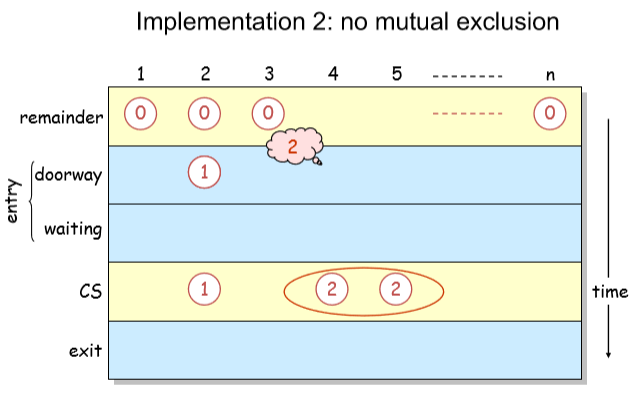 Implementation 2: no mutual exclusion
1 2 3 4 5 n
remainder 0 0 0 0
2
entry
doorway 1
waiting
CS 1 2 2
time
exit